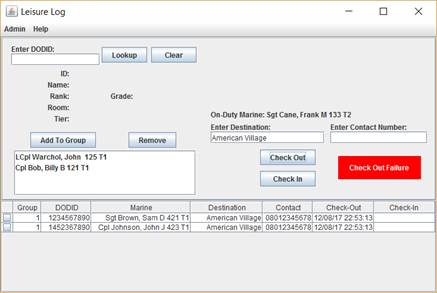 Leisure Log
Admin Help
Enter DODID:
Lookup Clear
ID:
Name:
Rank: Grade:
Room:
Tier:
On-Duty Marine: Sgt Cane, Frank M 133 T2
Enter Destination: Enter Contact Number:
American Village
Add To Group Remove
LCpl Warchol, John 125 T1
Cpl Bob, Billy B 121 T1
Check Out
Check In
Check Out Failure
Group DODID Marine Destination Contact Check-Out Check-In
1 1234567890 Sgt Brown, Sam D 421 T1 American Village 08012345678 12/08/17 22:53:13
1 1452367890 Cpl Johnson, John J 423 T1 American Village 08012345678 12/08/17 22:53:13